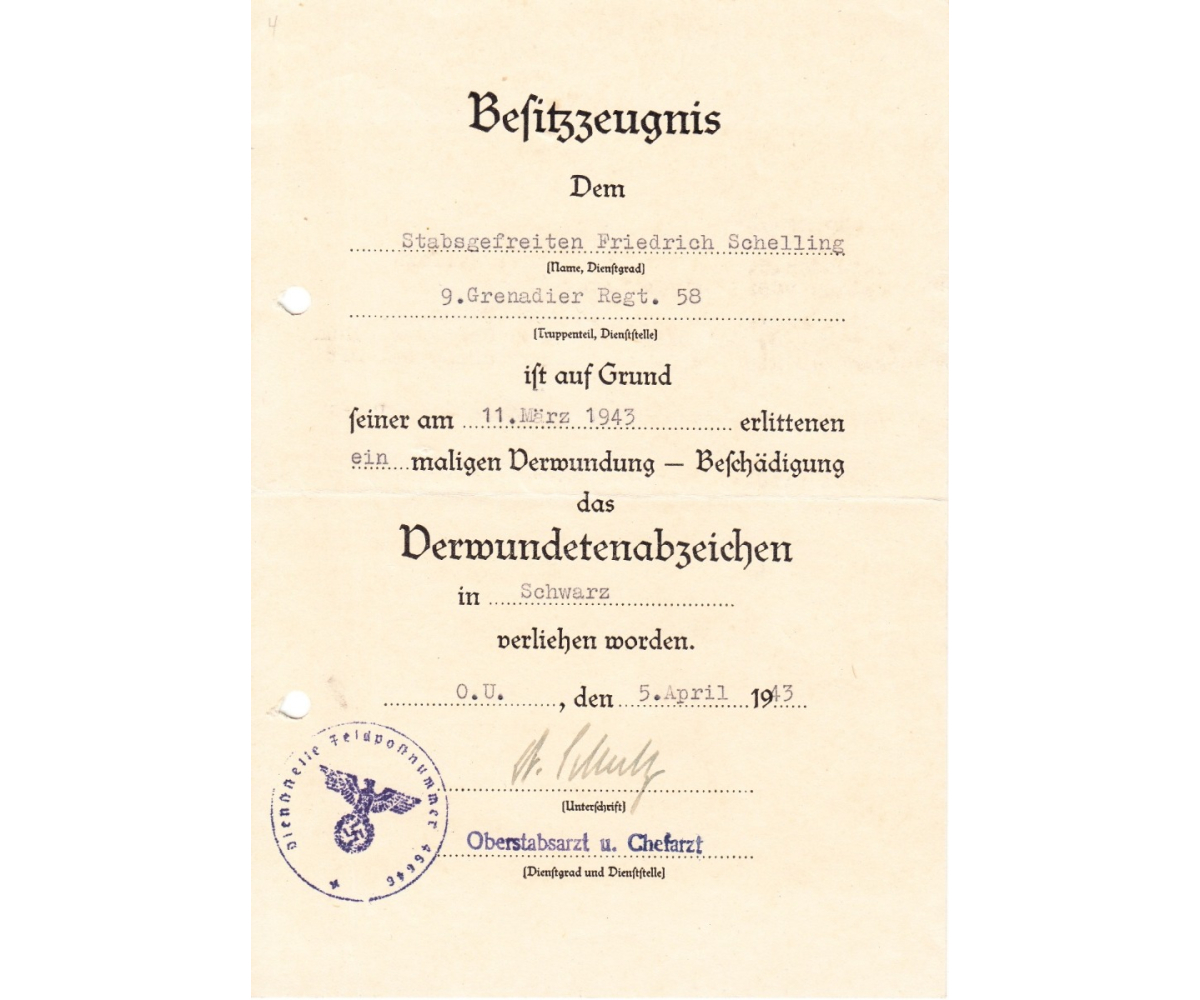 4
Beſitzzeugnis
Dem
Stabsgefreiten Friedrich Schelling
(Name, Dienſtgrad)
9.Grenadier Regt. 58
(Truppenteil, Dienſtſtelle)
iſt auf Grund
ſeiner am 11.März 1943 erlittenen
ein maligen Verwundung — Beſchädigung
das
Verwundetenabzeichen
in Schwarz
verliehen worden.
O.U. , den 5.April 1943
Dienſtſtelle Feldpoſtnummer 46646
(Unterſchrift)
Oberstabsarzt u. Chefarzt
(Dienſtgrad und Dienſtſtelle)